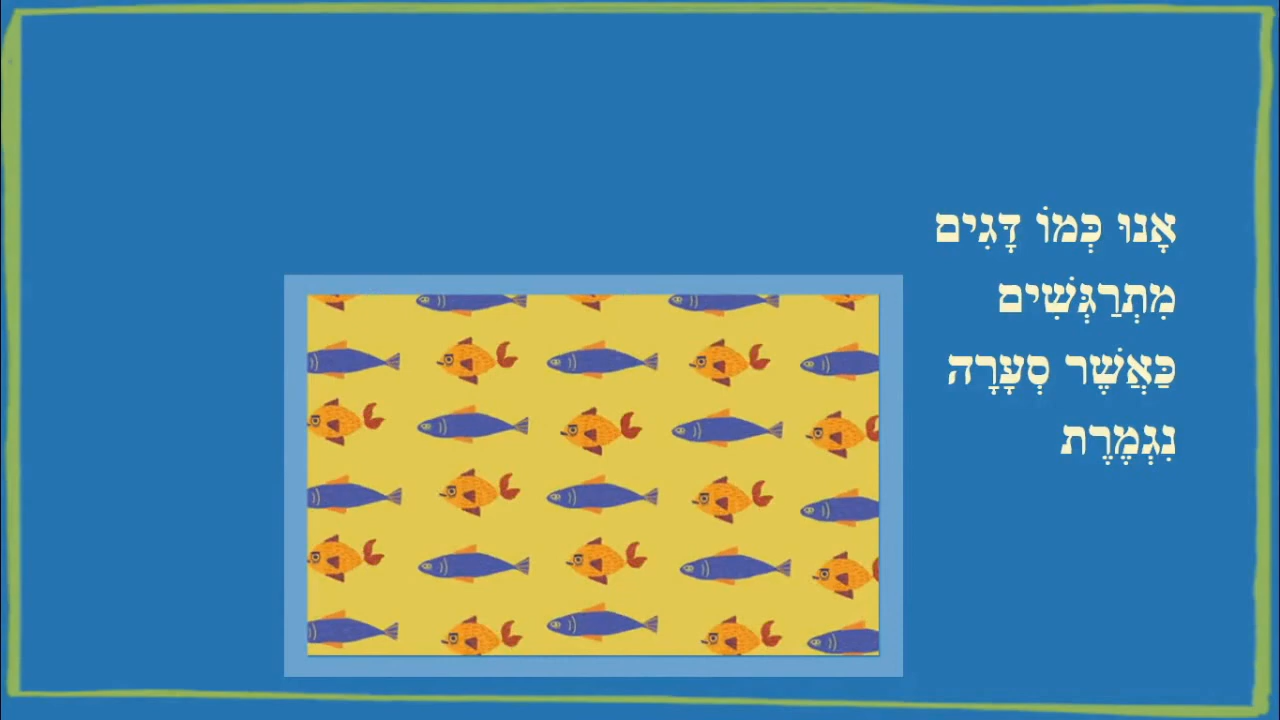 אָנוּ כְּמוֹ דָּגִים
מִתְרַגְּשִׁים
כַּאֲשֶׁר סְעָרָה
נִגְמֶרֶת